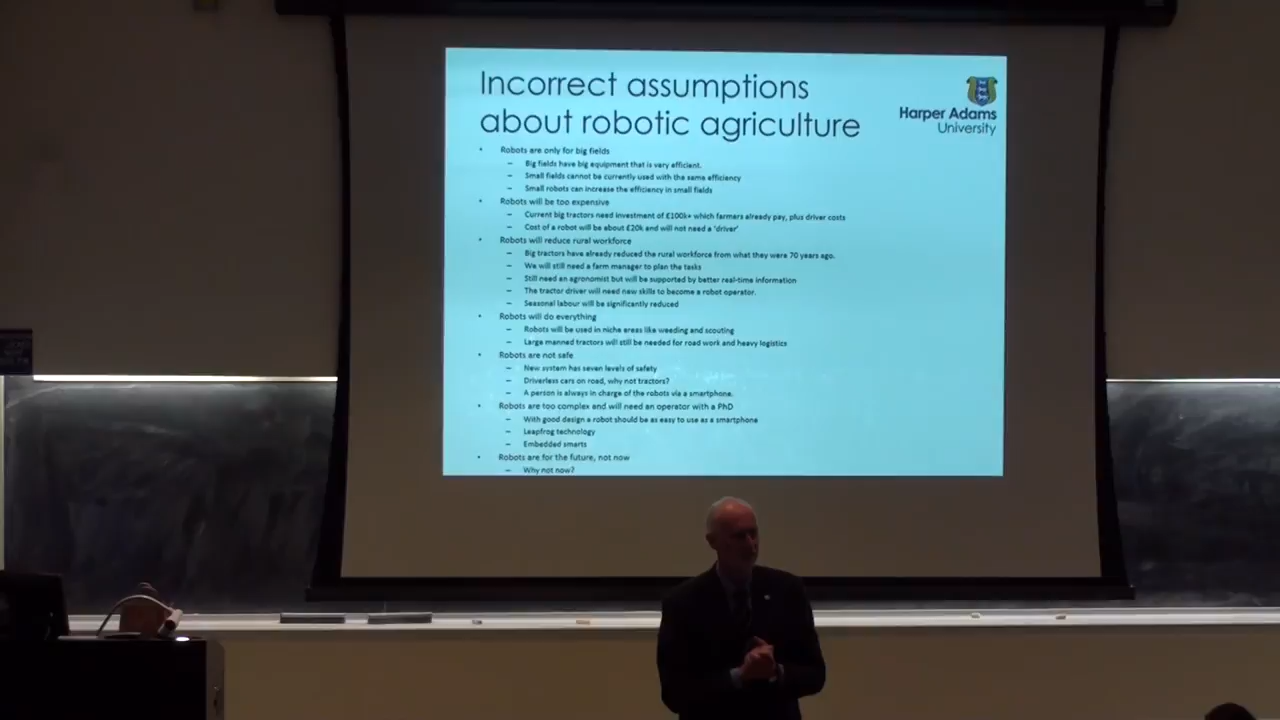 Incorrect assumptions
about robotic agriculture
Harper Adams
University
• Robots are only for big fields
– Big fields have big equipment that is very efficient.
– Small fields cannot be currently used with the same efficiency
– Small robots can increase the efficiency in small fields
• Robots will be too expensive
– Current big tractors need investment of £100k+ which farmers already pay, plus driver costs
– Cost of a robot will be about £20k and will not need a 'driver'
• Robots will reduce rural workforce
– Big tractors have already reduced the rural workforce from what they were 70 years ago.
– We will still need a farm manager to plan the tasks
– Still need an agronomist but will be supported by better real-time information
– The tractor driver will need new skills to become a robot operator.
– Seasonal labour will be significantly reduced
• Robots will do everything
– Robots will be used in niche areas like weeding and scouting
– Large manned tractors will still be needed for road work and heavy logistics
• Robots are not safe
– New system has seven levels of safety
– Driverless cars on road, why not tractors?
– A person is always in charge of the robots via a smartphone.
• Robots are too complex and will need an operator with a PhD
– With good design a robot should be as easy to use as a smartphone
– Leapfrog technology
– Embedded smarts
• Robots are for the future, not now
– Why not now?